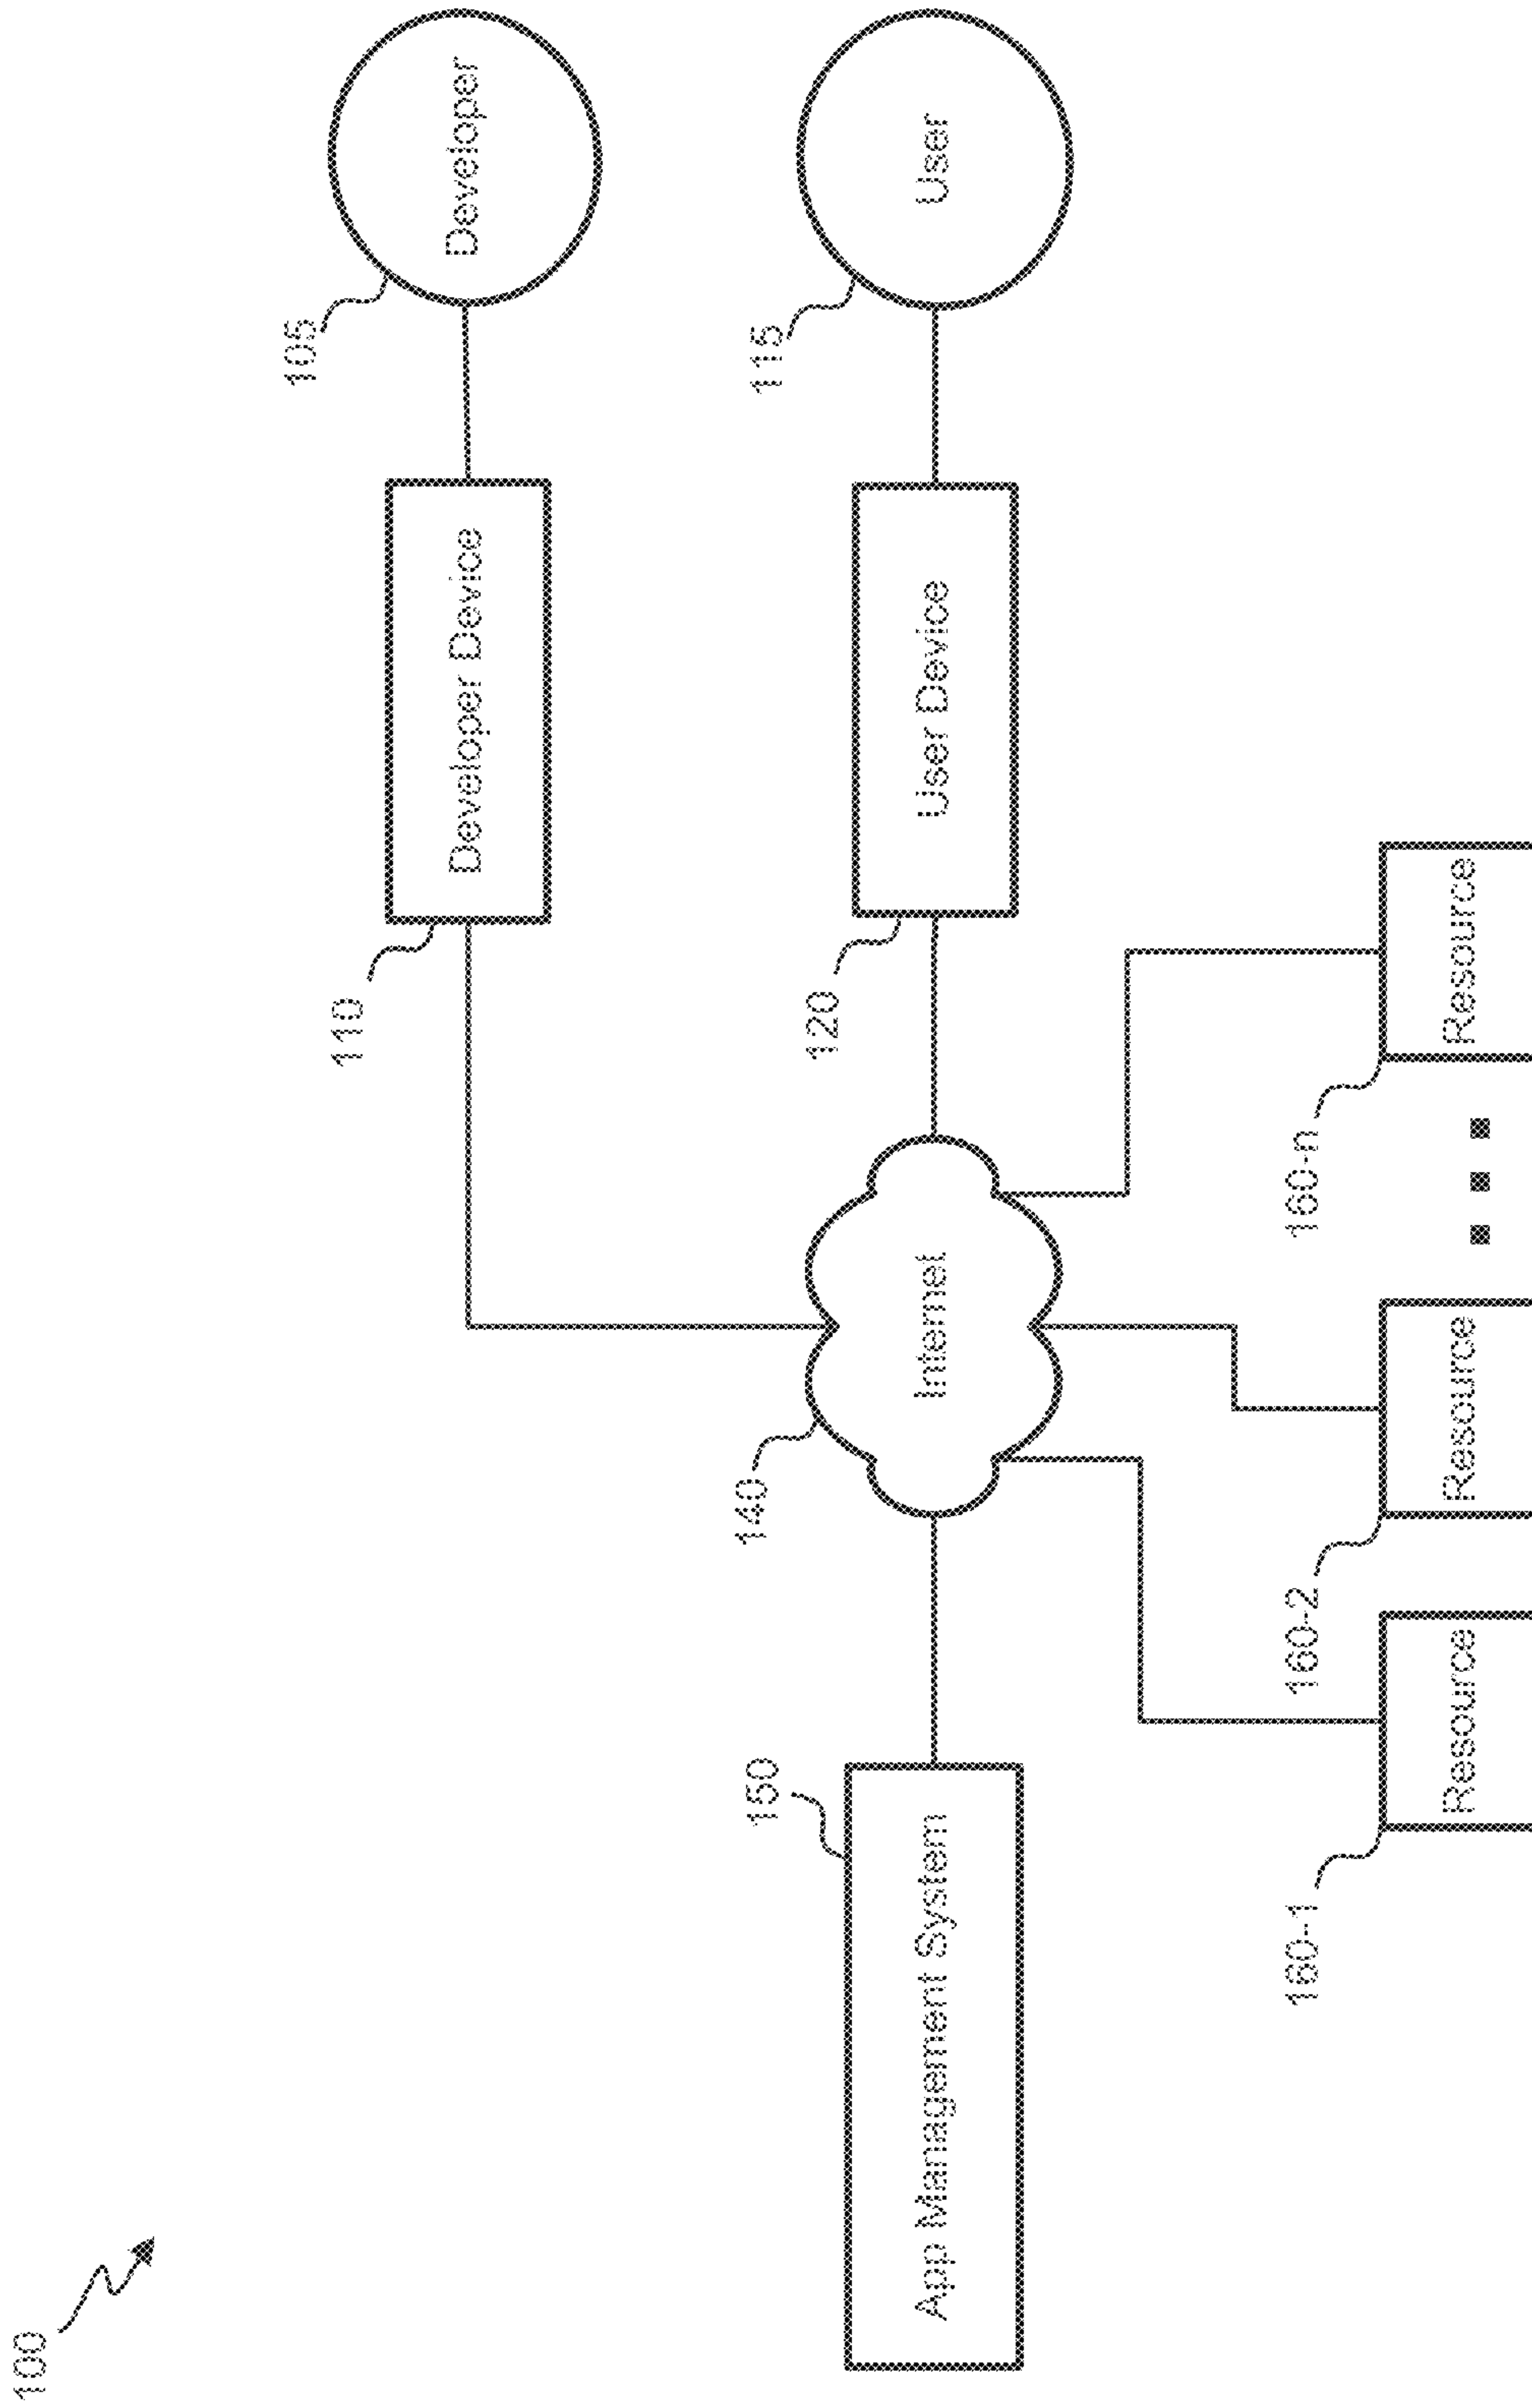 100
105
110
Developer Device
Developer
150
140
115
120
App Management System
Internet
User Device
User
160-1
160-2
160-n
Resource
Resource
Resource